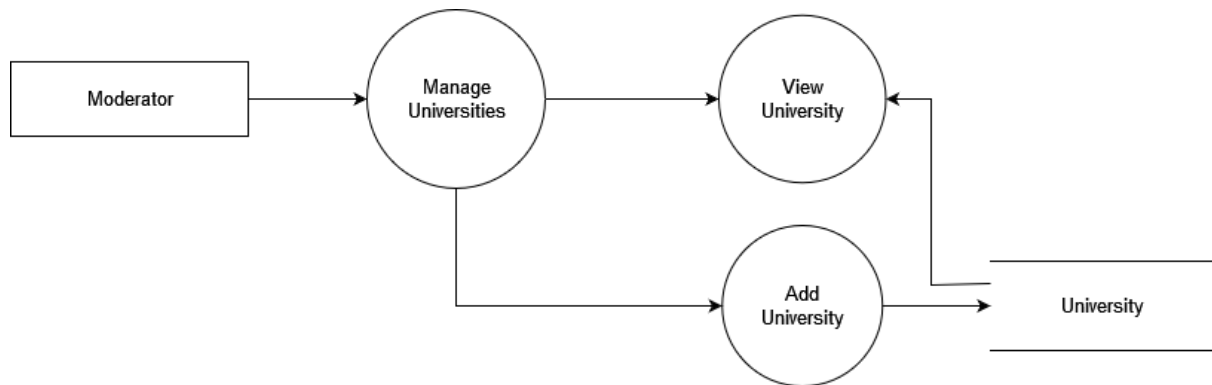 Moderator
Manage
Universities
View
University
Add
University
University